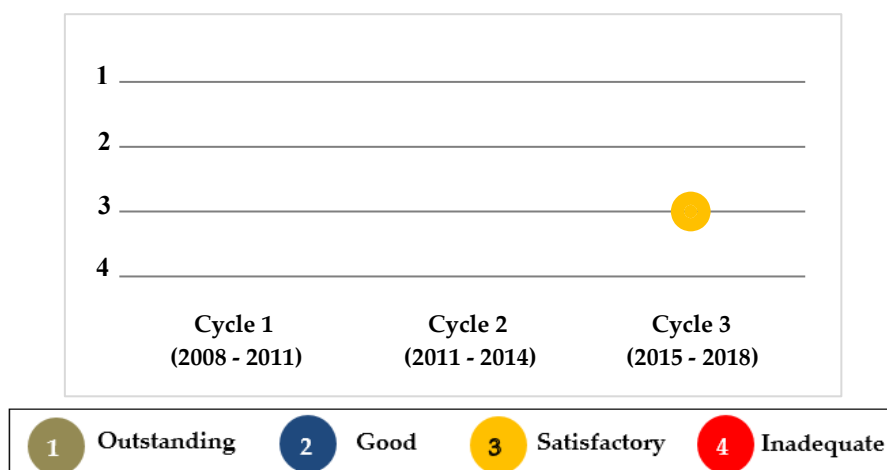 1
2
3
4
Cycle 1 Cycle 2 Cycle 3
(2008 - 2011) (2011 - 2014) (2015 - 2018)
1 Outstanding 2 Good 3 Satisfactory 4 Inadequate